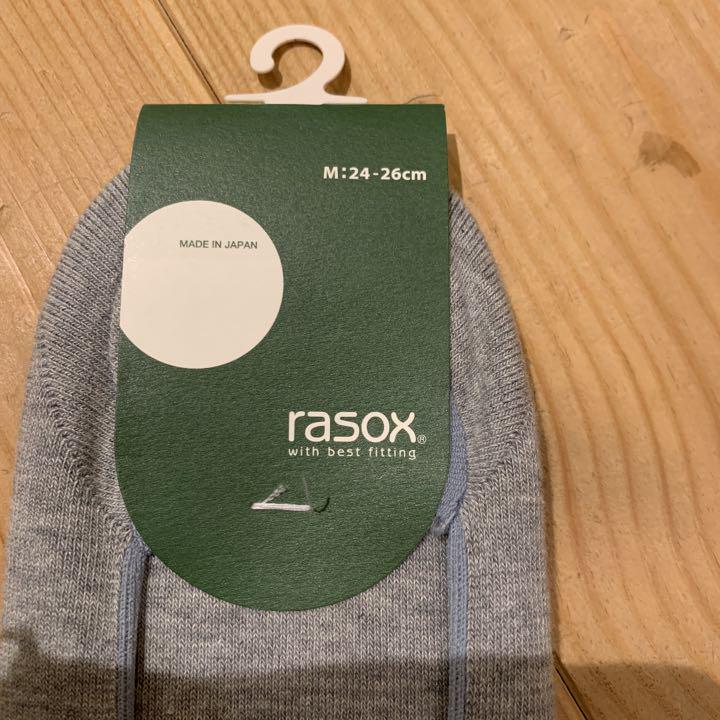 M:24-26cm
MADE IN JAPAN
rasox®
with best fitting